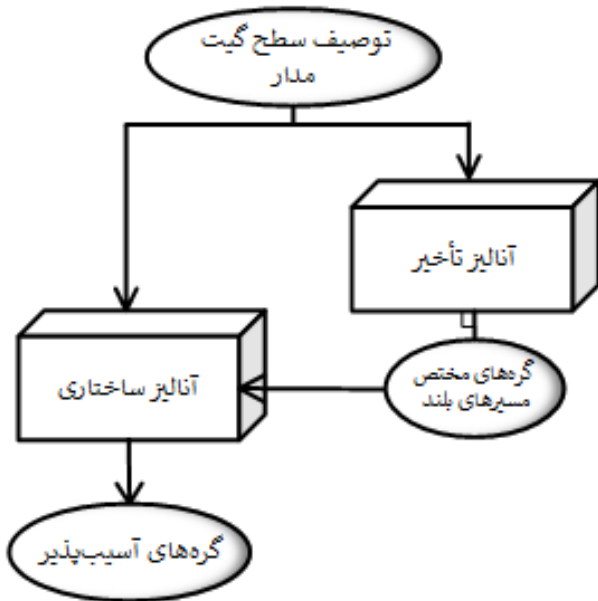 توصیف سطح گیت
مدار
آنالیز تأخیر
گره‌های مختص
مسیرهای بلند
آنالیز ساختاری
گره‌های آسیب‌پذیر